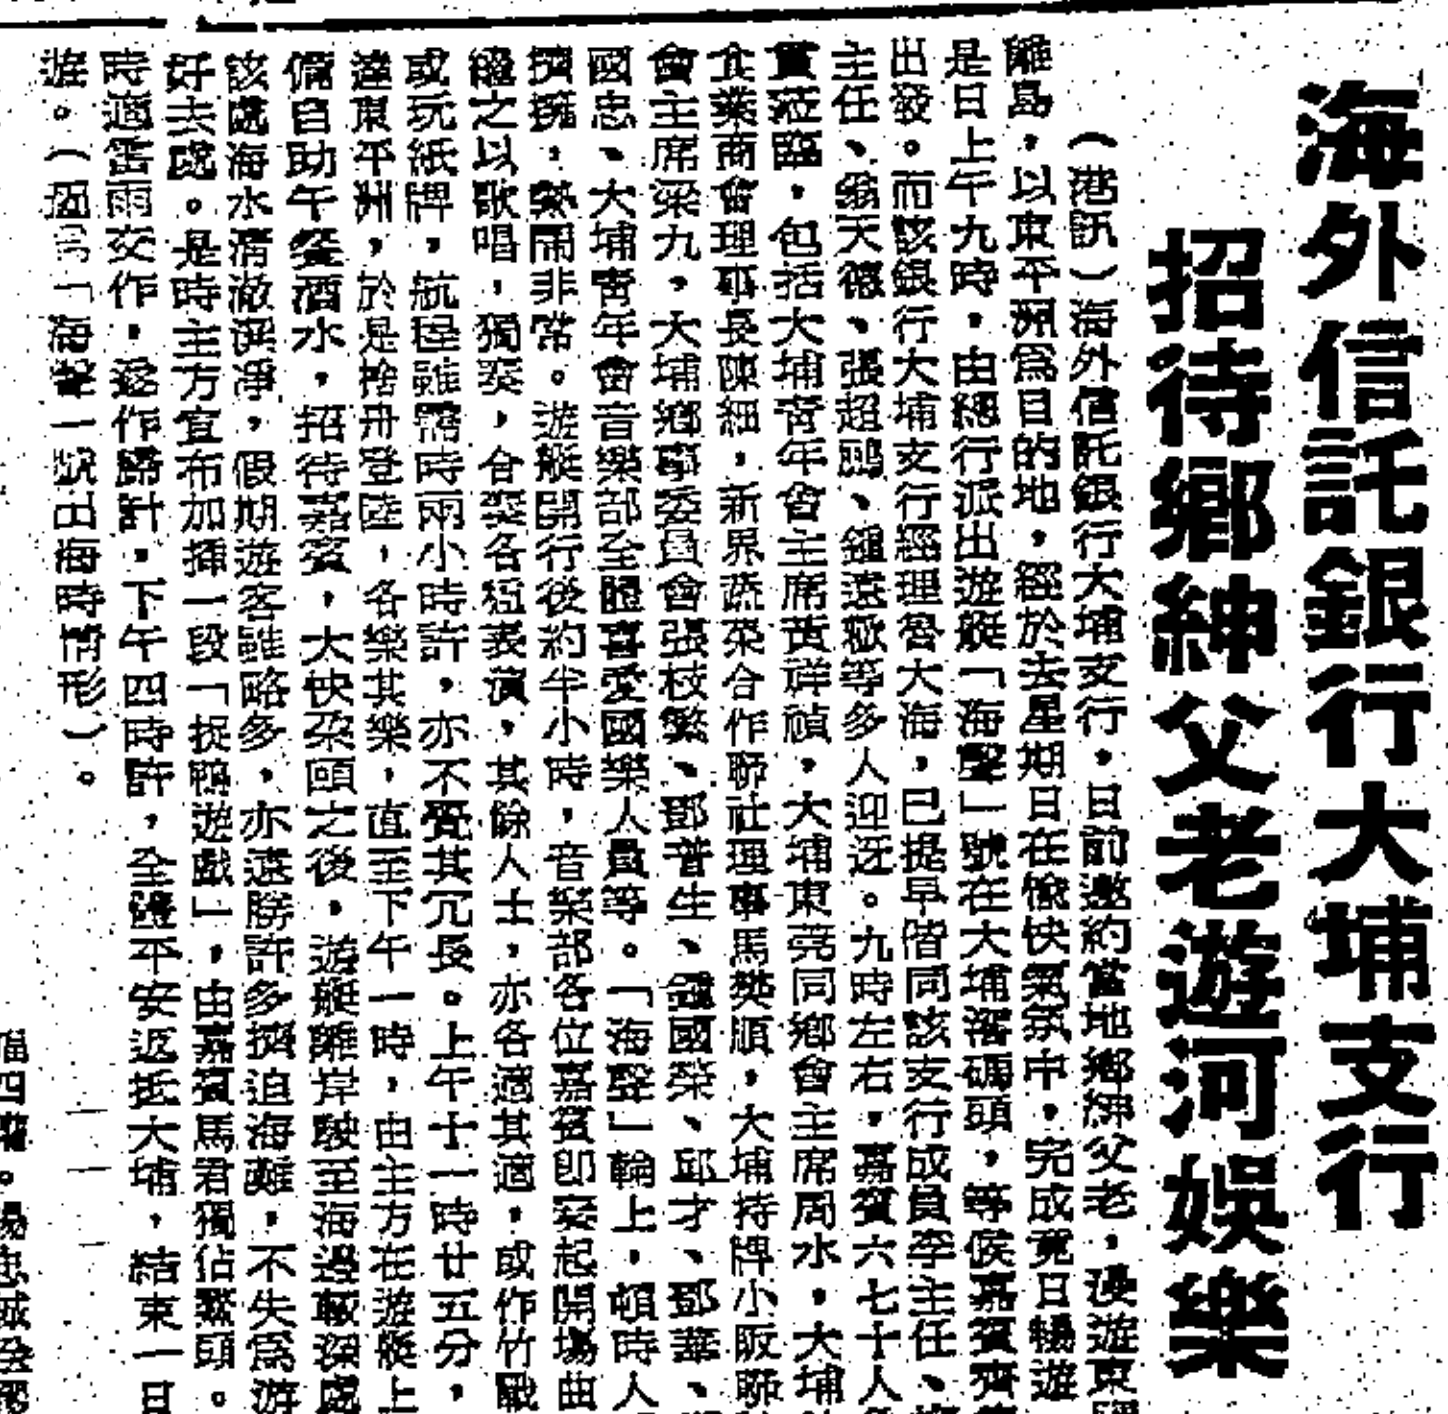 海外信託銀行大埔支行
招待鄉紳父老遊河娛樂
（港訊）海外信託銀行大埔支行，日前邀約當地鄉紳父老，漫遊東
離島，以東平洲爲目的地，經於去星期日在愉快氣氛中，完成竟日暢遊
是日上午九時，由總行派出遊艇「海聲」號在大埔滘碼頭，等候嘉賓齊
出發。而該銀行大埔支行經理大海，已提早偕同該支行成員李主任、
主任、翁天德、張超鵬、鍾遠等多人迎迓。九時左右，嘉賓六七十人
賓蒞臨，包括大埔青年會主席黃祥禎，大埔東莞同鄉會主席周水，大埔
食業商會理事長陳細，新界蔬菜合作聯社理事馬樊順，大埔持牌小販聯
會主席梁九，大埔鄉事委員會張枝繁、鄧普生、鍾國榮、邱才、鄧華、
國忠、大埔靑年會音樂部全體喜愛國樂人員等。「海聲」輪上，頓時人
擠擁，熱鬧非常。遊艇開行後約半小時，音樂部各位嘉賓即奏起開場曲
繼之以歌唱，獨奏，合奏各種表演，其餘人士，亦各適其適，或作竹戰
或玩紙牌，航程雖需時兩小時許，亦不覺其冗長。上午十一時廿五分，
達東平洲，於是捨舟登陸，各樂其樂，直至下午一時，由主方在遊艇上
備自助午餐酒水，招待嘉賓，大快朶頤之後，遊艇離岸駛至海邊較深處
該處海水清澈淨，假期遊客雖略多，亦遠勝許多擠迫海灘，不失爲游
好去處。是時主方宣布加揷一段「捉鴨遊戲」，由嘉賓馬君獨佔鰲頭。
時適雷雨交作，遂作歸計，下午四時許，全體平安返抵大埔，結束一日
遊。（圖爲「海聲一號出海時情形）。